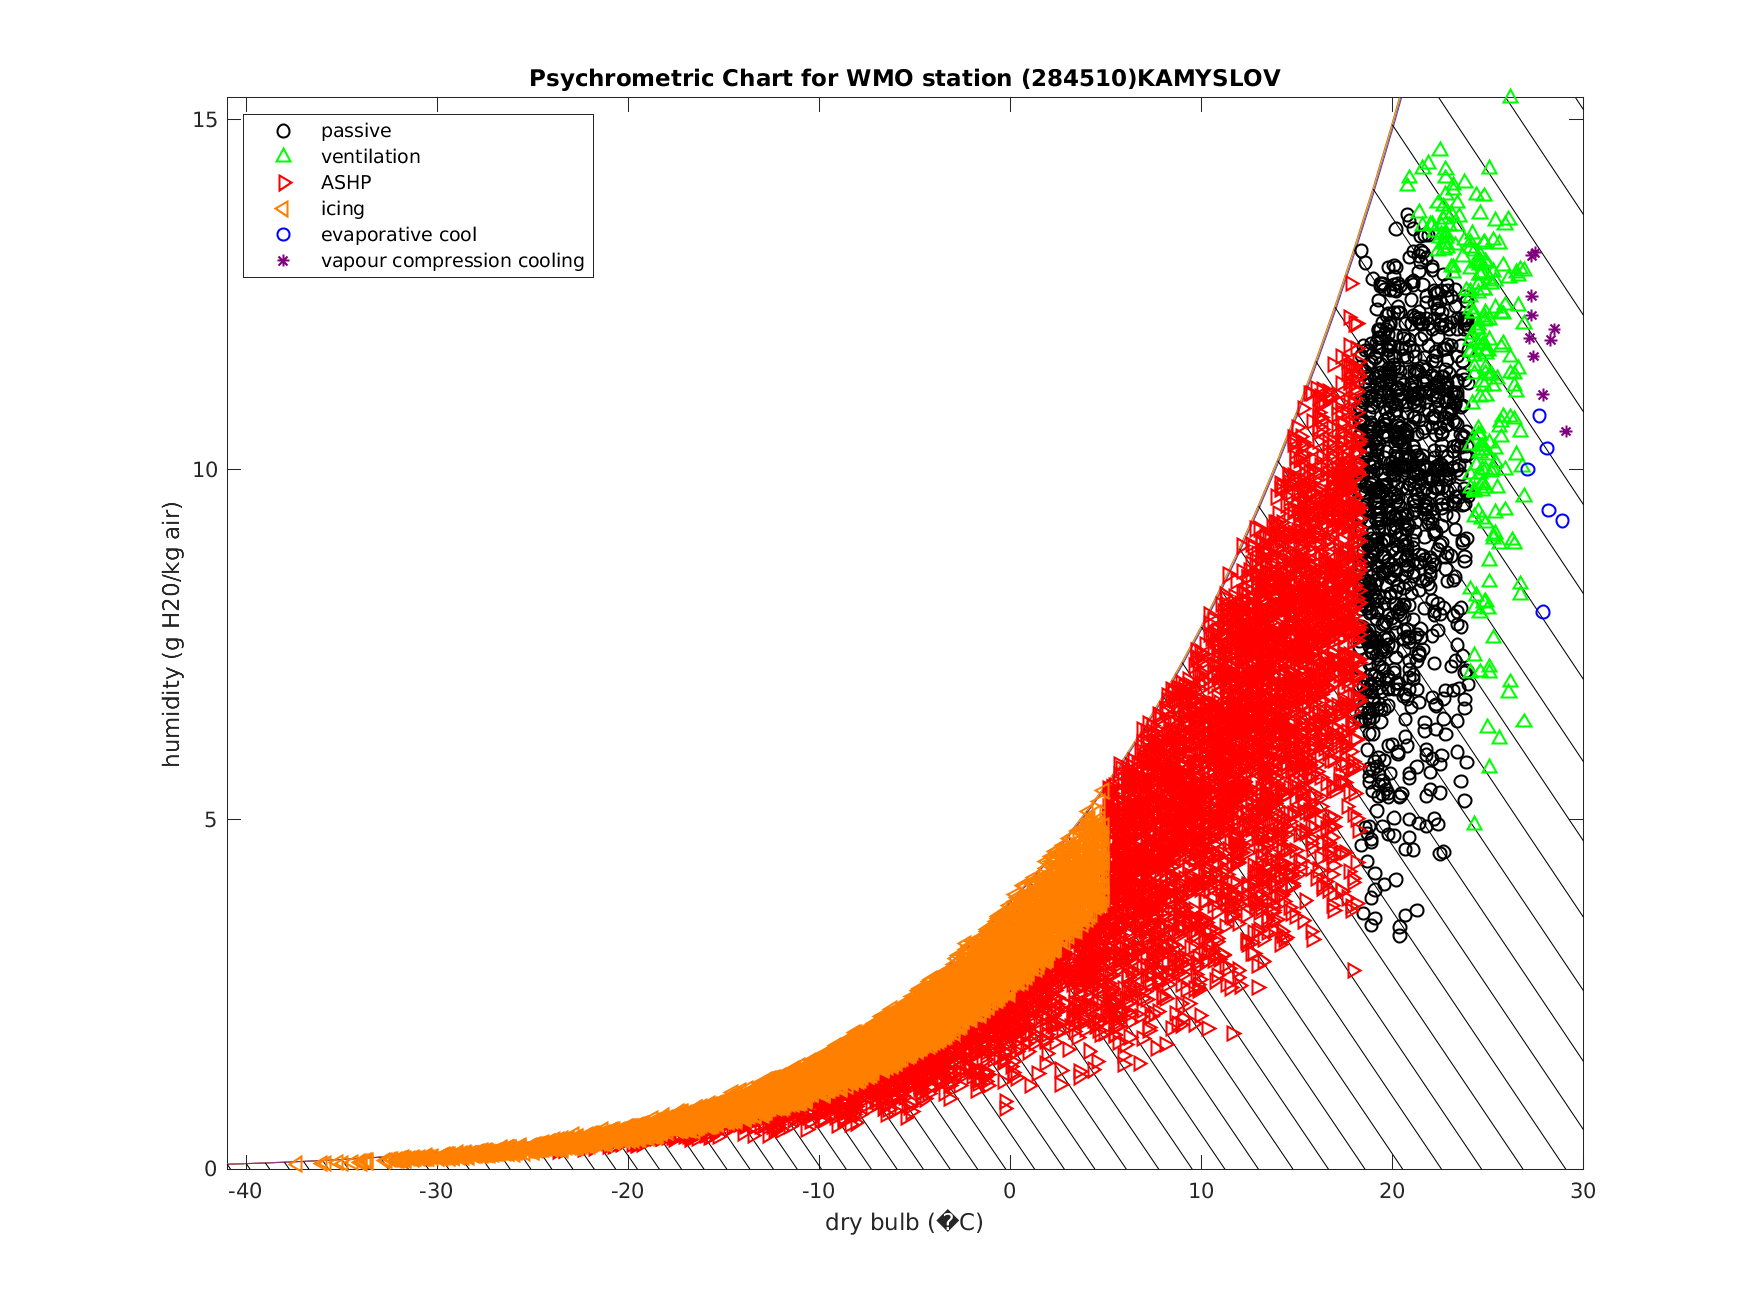 Psychrometric Chart for WMO station (284510)KAMYSLOV
passive
ventilation
ASHP
icing
evaporative cool
vapour compression cooling
15
10
5
0
humidity (g H20/kg air)
-40 -30 -20 -10 0 10 20 30
dry bulb (�C)